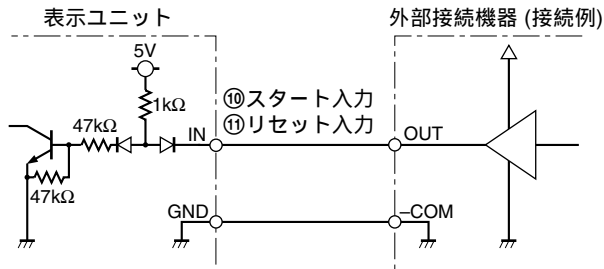 表示ユニット
外部接続機器 (接続例)
5V
1kΩ
47kΩ
47kΩ
IN
⑩スタート入力
⑪リセット入力
OUT
GND
−COM